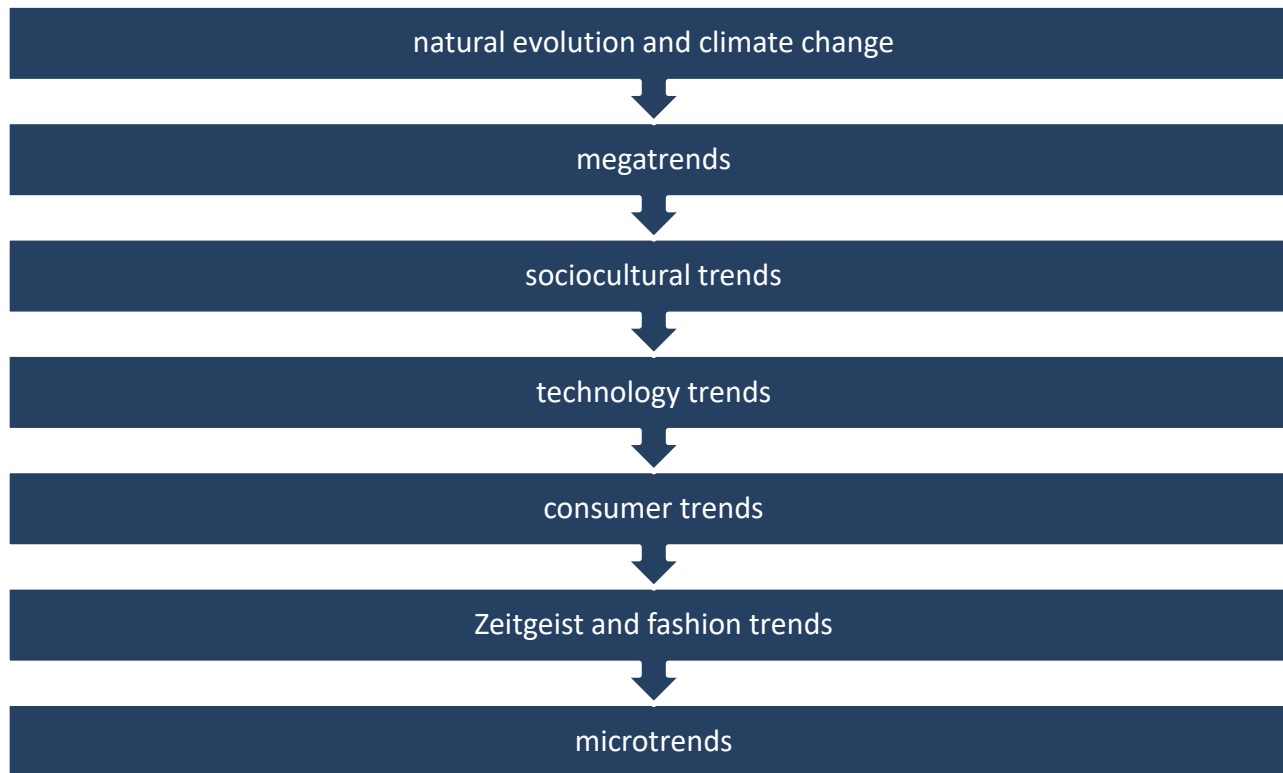 natural evolution and climate change
megatrends
sociocultural trends
technology trends
consumer trends
Zeitgeist and fashion trends
microtrends